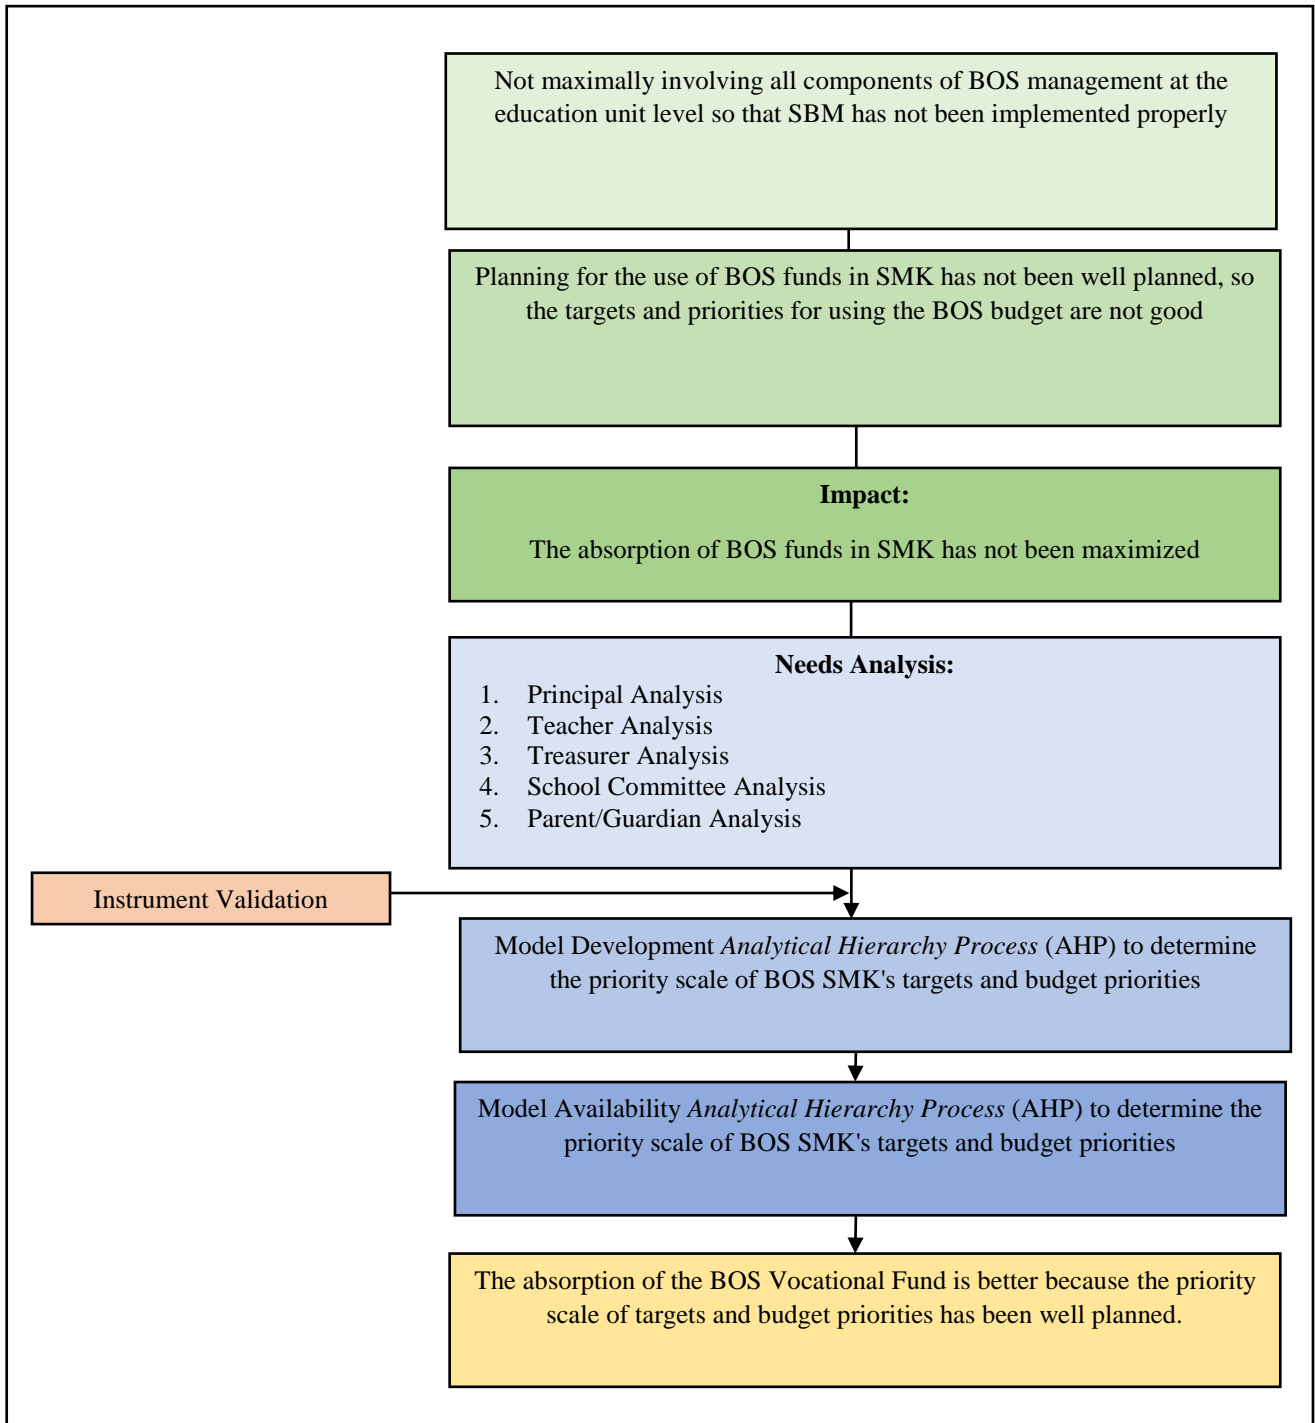 Not maximally involving all components of BOS management at the
education unit level so that SBM has not been implemented properly
Planning for the use of BOS funds in SMK has not been well planned, so
the targets and priorities for using the BOS budget are not good
Impact:
The absorption of BOS funds in SMK has not been maximized
Needs Analysis:
1. Principal Analysis
2. Teacher Analysis
3. Treasurer Analysis
4. School Committee Analysis
5. Parent/Guardian Analysis
Instrument Validation
Model Development Analytical Hierarchy Process (AHP) to determine
the priority scale of BOS SMK's targets and budget priorities
Model Availability Analytical Hierarchy Process (AHP) to determine the
priority scale of BOS SMK's targets and budget priorities
The absorption of the BOS Vocational Fund is better because the priority
scale of targets and budget priorities has been well planned.